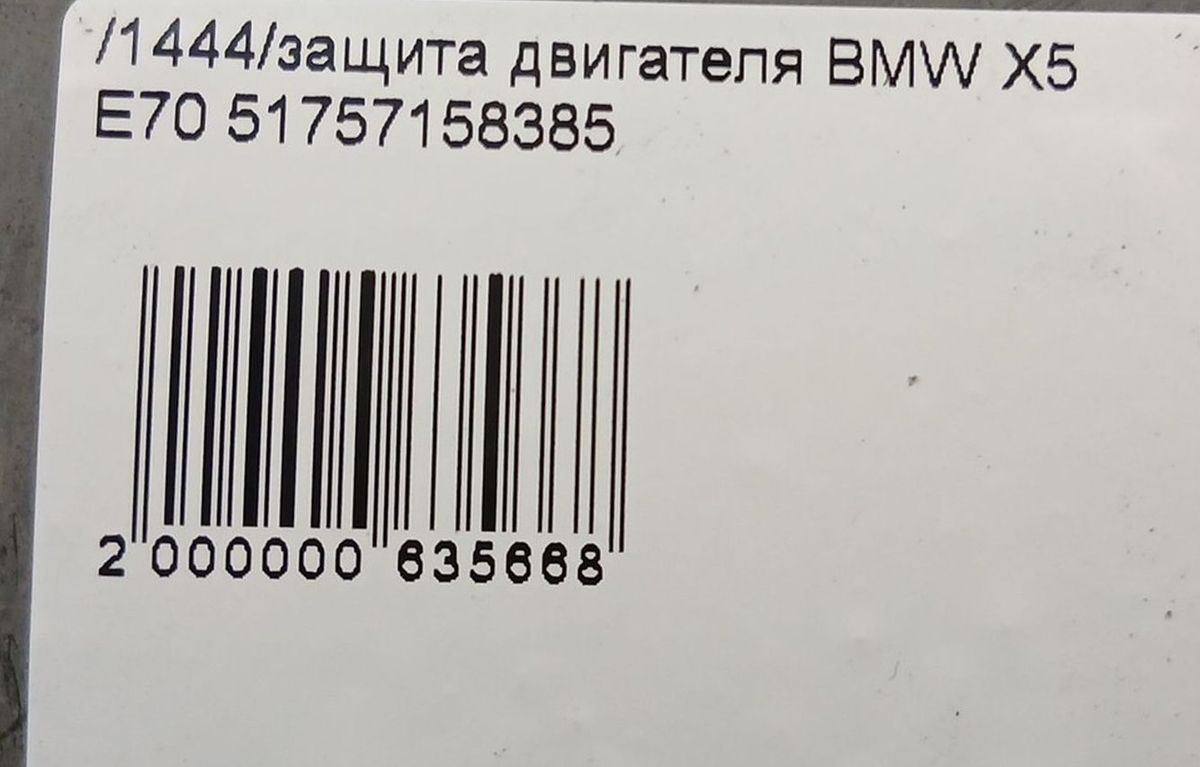 /1444/защита двигателя BMW X5
E70 51757158385
2 000000 635668